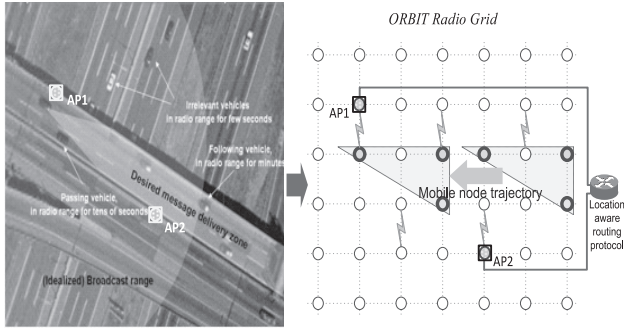 ORBIT Radio Grid
AP1
Irrelevant vehicles
in radio range for few seconds
Following vehicle,
in radio range for minutes
Desired message delivery zone
Passing vehicle,
in radio range for tens of seconds
AP2
(Idealized) Broadcast range
AP1
Mobile node trajectory
AP2
Location
aware
routing
protocol